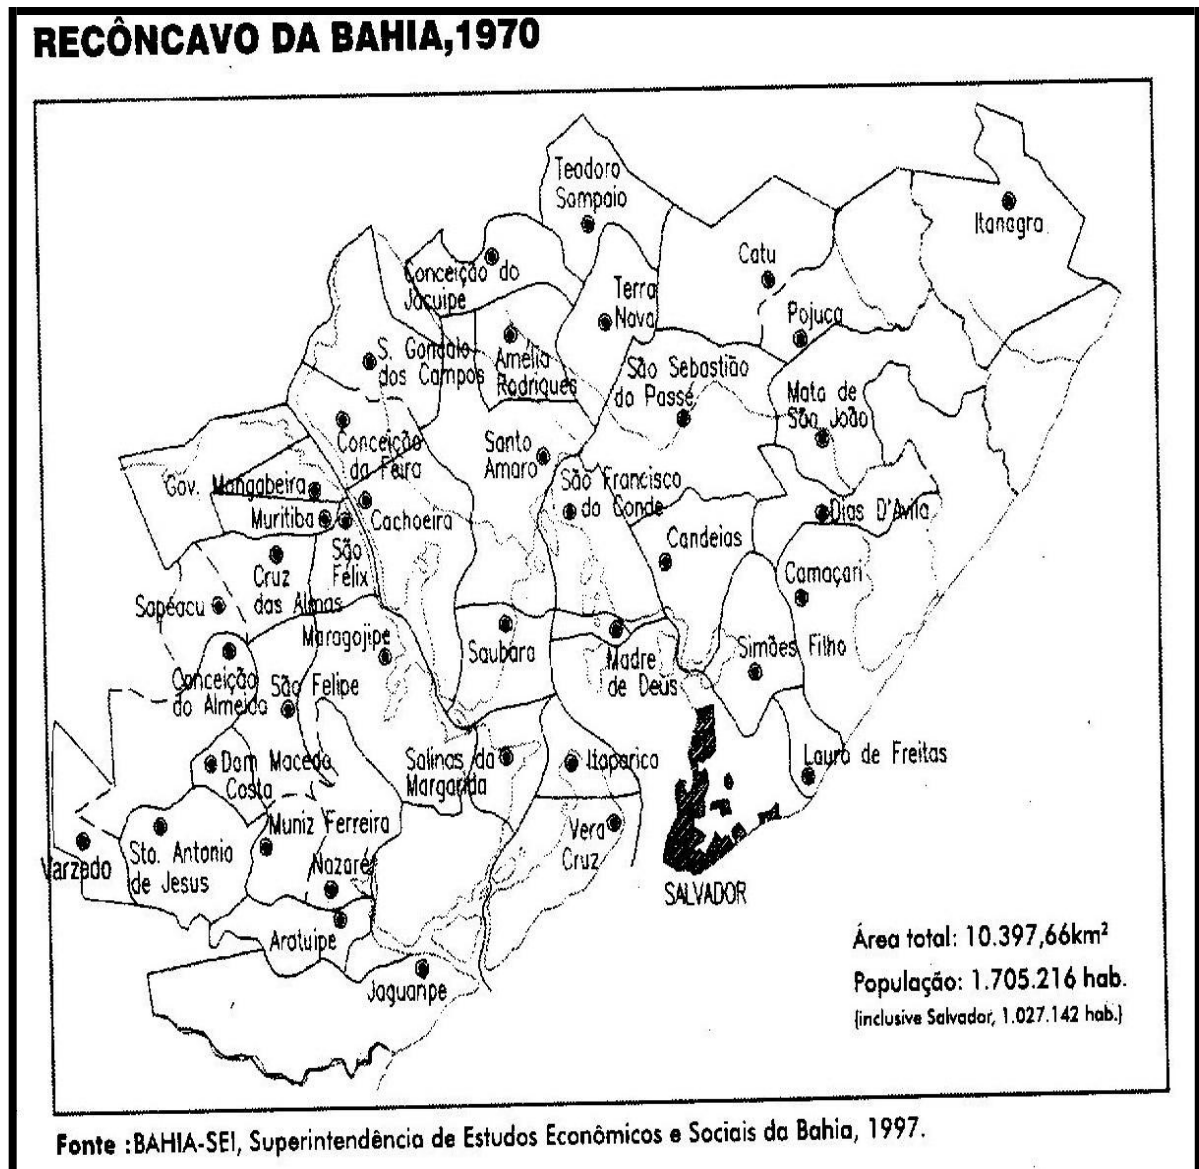 RECÔNCAVO DA BAHIA,1970
Teodoro
Sampaio
Itanagra
Conceição do
Jacuipe
Catu
Terra
Nova
Pojuca
S. Gonçalo
dos Campos
Amelia
Rodrigues
São Sebastião
do Passé
Mata de
São João
Conceição
da Feira
Santo
Amaro
São Francisco
do Conde
Gov. Mangabeira
Muritiba
Cachoeira
Dias D'Avila
São
Félix
Candeias
Cruz
das Almas
Camaçari
Sapeacu
Maragojipe
Saubara
Madre
de Deus
Simões Filho
Conceição
do Almeida
São Felipe
Dom Macedo
Costa
Salinas da
Margarida
Itaparica
Lauro de Freitas
Muniz Ferreira
Vera
Cruz
Varzedo
Sto. Antonio
de Jesus
Nazaré
SALVADOR
Aratuipe
Jaguaripe
Área total: 10.397,66km²
População: 1.705.216 hab.
(inclusive Salvador, 1.027.142 hab.)
Fonte :BAHIA-SEI, Superintendência de Estudos Econômicos e Sociais da Bahia, 1997.